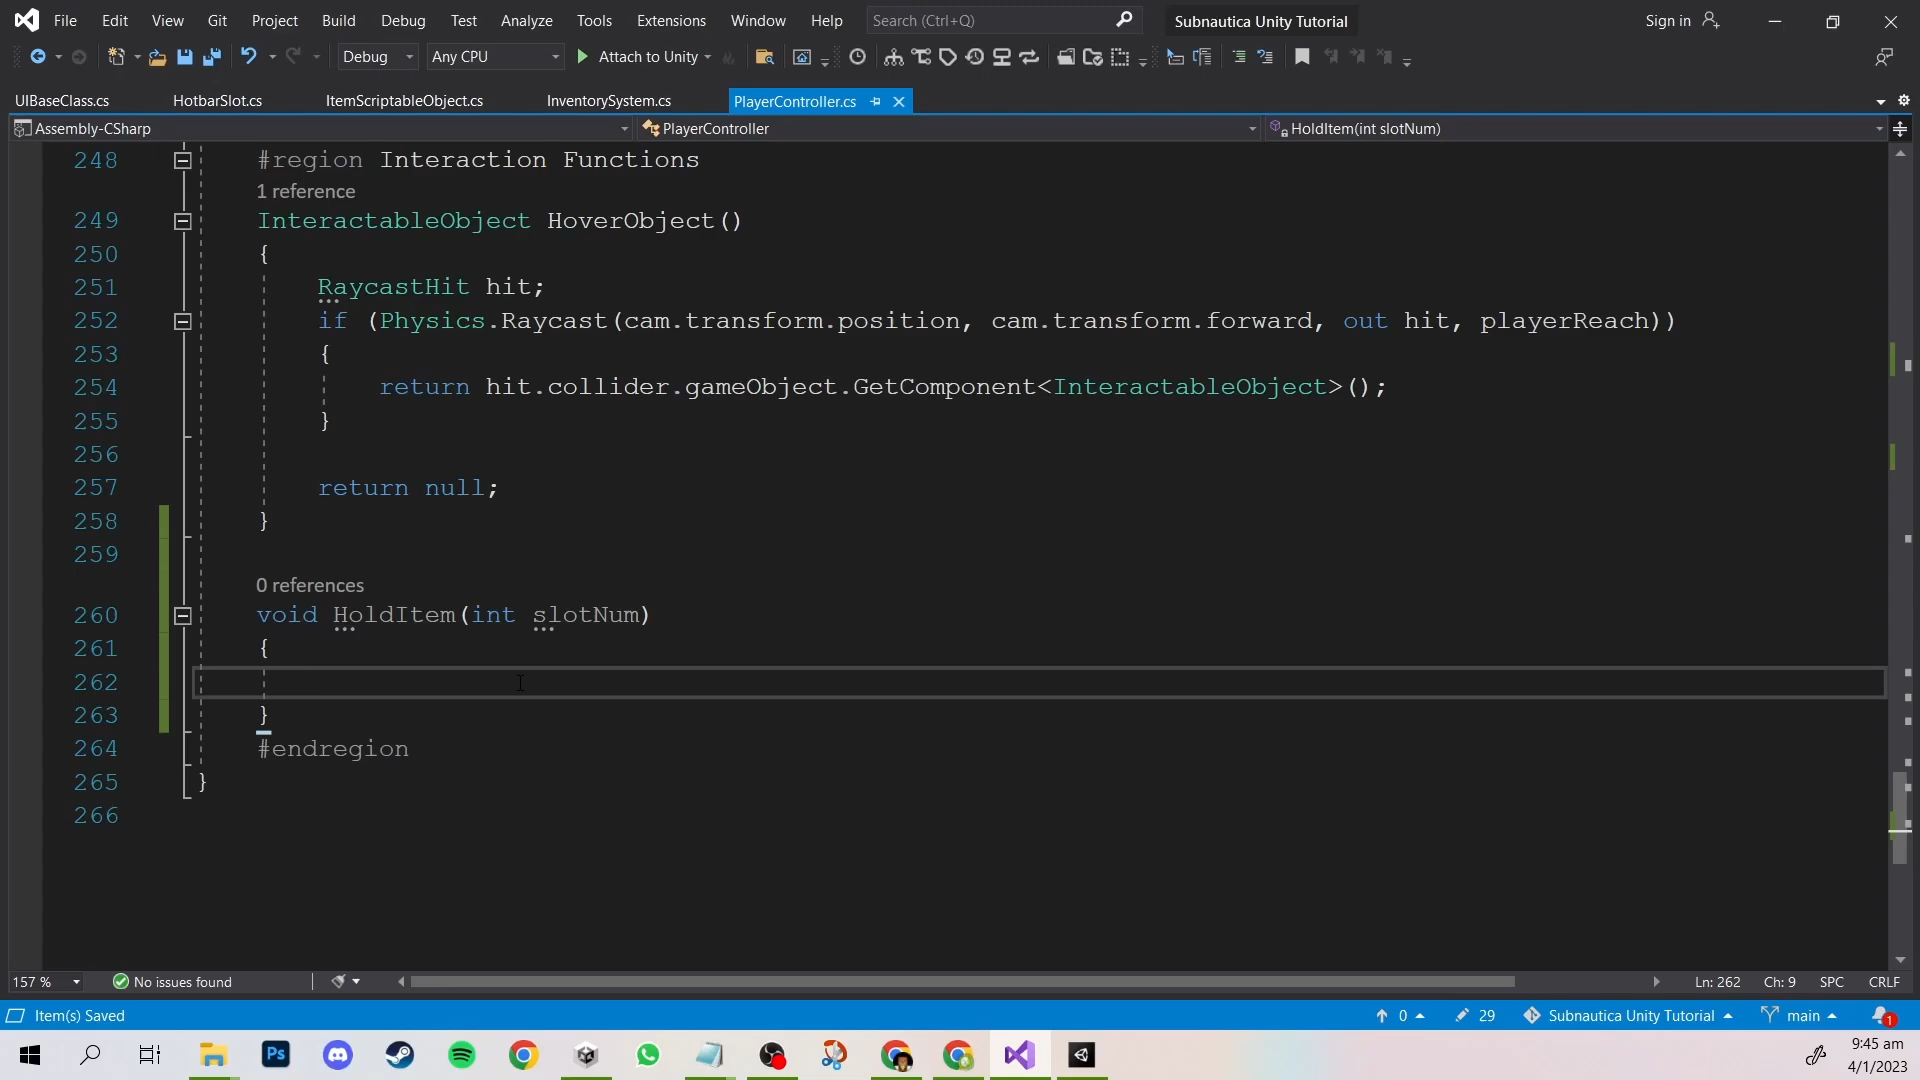 File Edit View Git Project Build Debug Test Analyze Tools Extensions Window Help Search (Ctrl+Q) Subnautica Unity Tutorial Sign in
Debug Any CPU Attach to Unity
UIBaseClass.cs HotbarSlot.cs ItemScriptableObject.cs InventorySystem.cs PlayerController.cs
Assembly-CSharp PlayerController HoldItem(int slotNum)
248 #region Interaction Functions
1 reference
249 InteractableObject HoverObject()
250 {
251 RaycastHit hit;
252 if (Physics.Raycast(cam.transform.position, cam.transform.forward, out hit, playerReach))
253 {
254 return hit.collider.gameObject.GetComponent<InteractableObject>();
255 }
256
257 return null;
258 }
259
0 references
260 void HoldItem(int slotNum)
261 {
262
263 }
264 #endregion
265 }
266
157 % No issues found Ln: 262 Ch: 9 SPC CRLF
Item(s) Saved 0 29 Subnautica Unity Tutorial main 1
Ps 9:45 am
4/1/2023